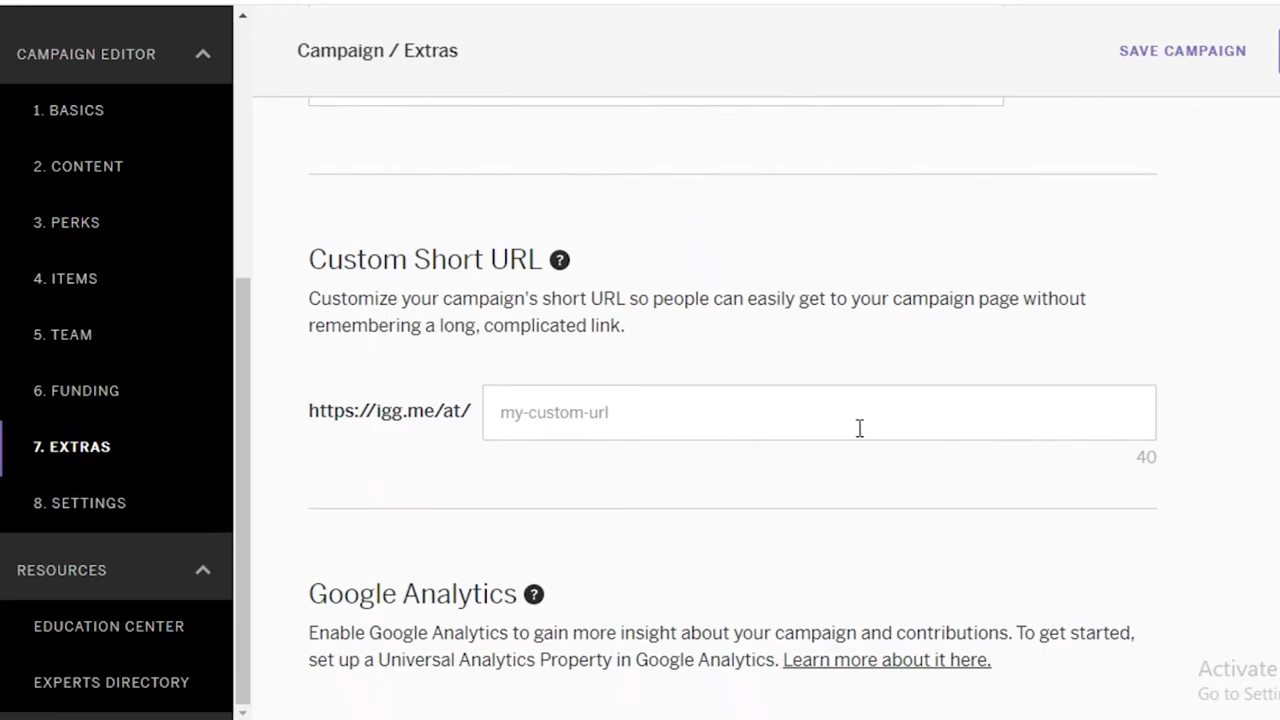 CAMPAIGN EDITOR
1. BASICS
2. CONTENT
3. PERKS
4. ITEMS
5. TEAM
6. FUNDING
7. EXTRAS
8. SETTINGS
RESOURCES
EDUCATION CENTER
EXPERTS DIRECTORY
Campaign / Extras
SAVE CAMPAIGN
Custom Short URL ?
Customize your campaign's short URL so people can easily get to your campaign page without
remembering a long, complicated link.
https://igg.me/at/ my-custom-url
40
Google Analytics ?
Enable Google Analytics to gain more insight about your campaign and contributions. To get started,
set up a Universal Analytics Property in Google Analytics. Learn more about it here.
Activate
Go to